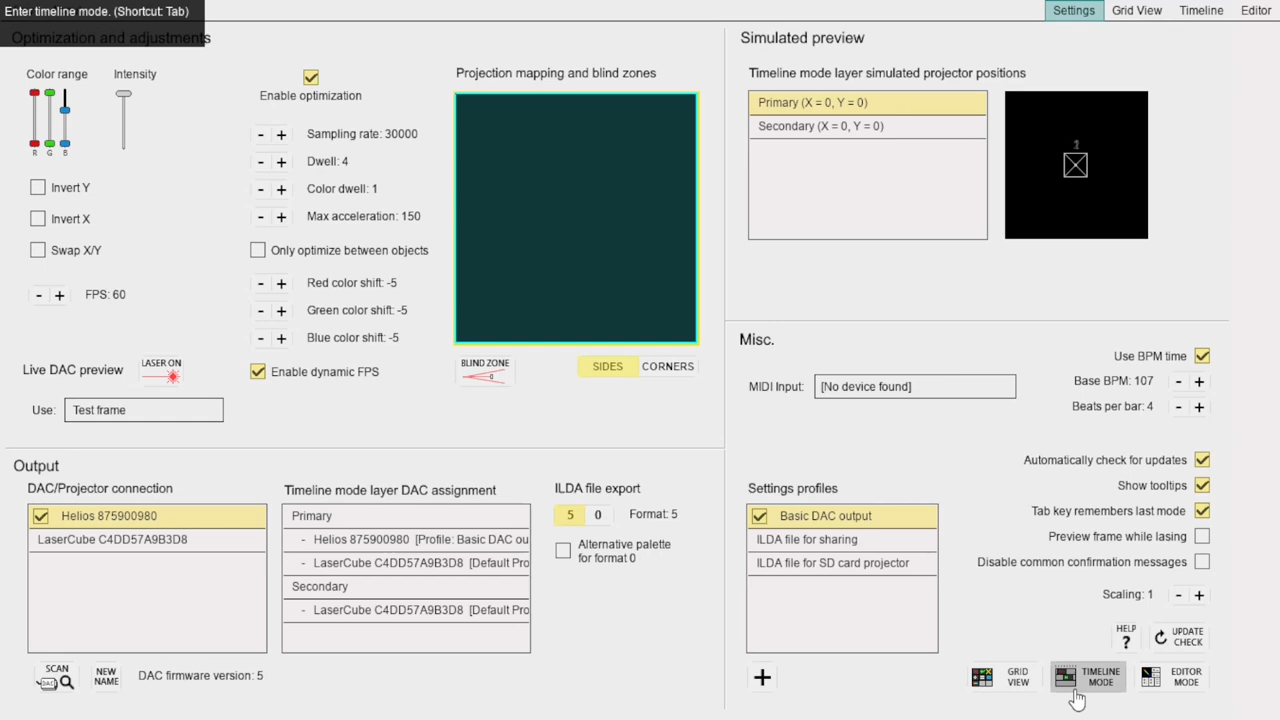 Enter timeline mode. (Shortcut: Tab)
Settings
Grid View
Timeline
Editor
Optimization and adjustments
Color range
Intensity
R
G
B
Invert Y
Invert X
Swap X/Y
- + FPS: 60
Enable optimization
- + Sampling rate: 30000
- + Dwell: 4
- + Color dwell: 1
- + Max acceleration: 150
Only optimize between objects
- + Red color shift: -5
- + Green color shift: -5
- + Blue color shift: -5
Enable dynamic FPS
Projection mapping and blind zones
BLIND ZONE
SIDES
CORNERS
Live DAC preview
LASER ON
Use: Test frame
Output
DAC/Projector connection
Helios 875900980
LaserCube C4DD57A9B3D8
SCAN
DAC
NEW
NAME
DAC firmware version: 5
Timeline mode layer DAC assignment
Primary
- Helios 875900980 [Profile: Basic DAC ou
- LaserCube C4DD57A9B3D8 [Default Pro
Secondary
- LaserCube C4DD57A9B3D8 [Default Pro
ILDA file export
5 0 Format: 5
Alternative palette
for format 0
Simulated preview
Timeline mode layer simulated projector positions
Primary (X = 0, Y = 0)
Secondary (X = 0, Y = 0)
Misc.
MIDI Input: [No device found]
Use BPM time
Base BPM: 107 - +
Beats per bar: 4 - +
Settings profiles
Basic DAC output
ILDA file for sharing
ILDA file for SD card projector
+
Automatically check for updates
Show tooltips
Tab key remembers last mode
Preview frame while lasing
Disable common confirmation messages
Scaling: 1 - +
HELP
?
UPDATE
CHECK
GRID
VIEW
TIMELINE
MODE
EDITOR
MODE